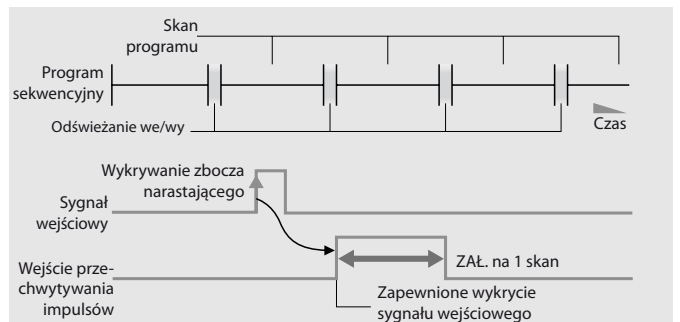 Skan
programu
Program
sekwencyjny
Odświeżanie we/wy
Czas
Wykrywanie zbocza
narastającego
Sygnał
wejściowy
ZAŁ. na 1 skan
Wejście prze-
chwytywania
impulsów
Zapewnione wykrycie
sygnału wejściowego